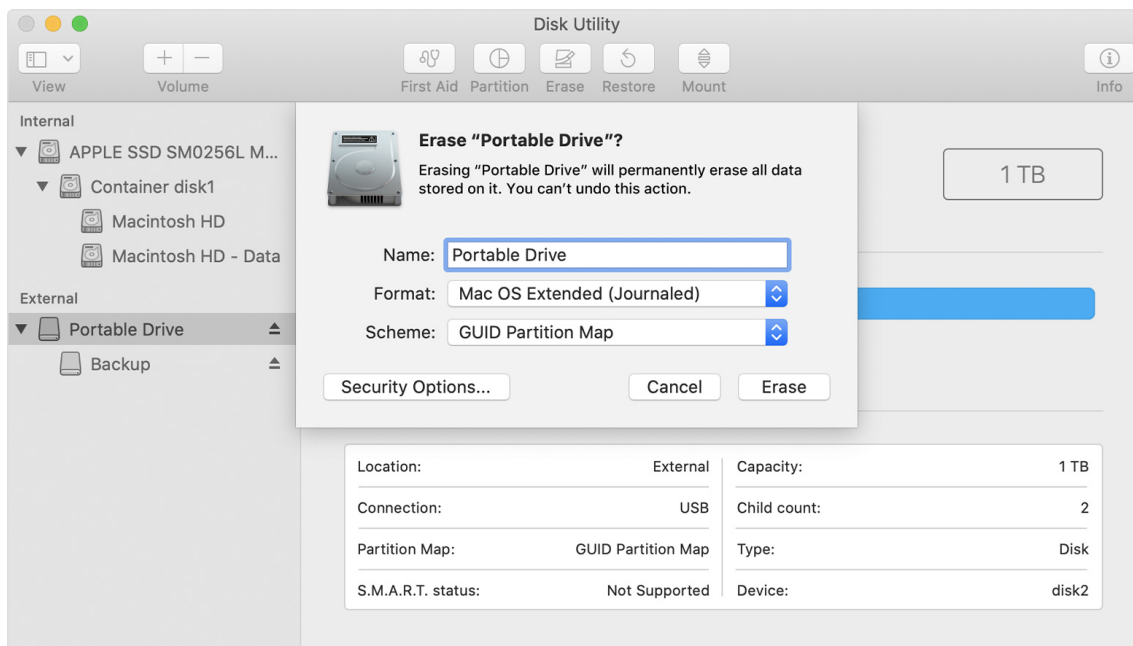 Disk Utility
View
Volume
First Aid
Partition
Erase
Restore
Mount
Info
Internal
APPLE SSD SM0256L M...
Container disk1
Macintosh HD
Macintosh HD - Data
External
Portable Drive
Backup
Erase “Portable Drive”?
Erasing “Portable Drive” will permanently erase all data
stored on it. You can’t undo this action.
Name: Portable Drive
Format: Mac OS Extended (Journaled)
Scheme: GUID Partition Map
Security Options...
Cancel
Erase
1 TB
Location: External
Connection: USB
Partition Map: GUID Partition Map
S.M.A.R.T. status: Not Supported
Capacity: 1 TB
Child count: 2
Type: Disk
Device: disk2